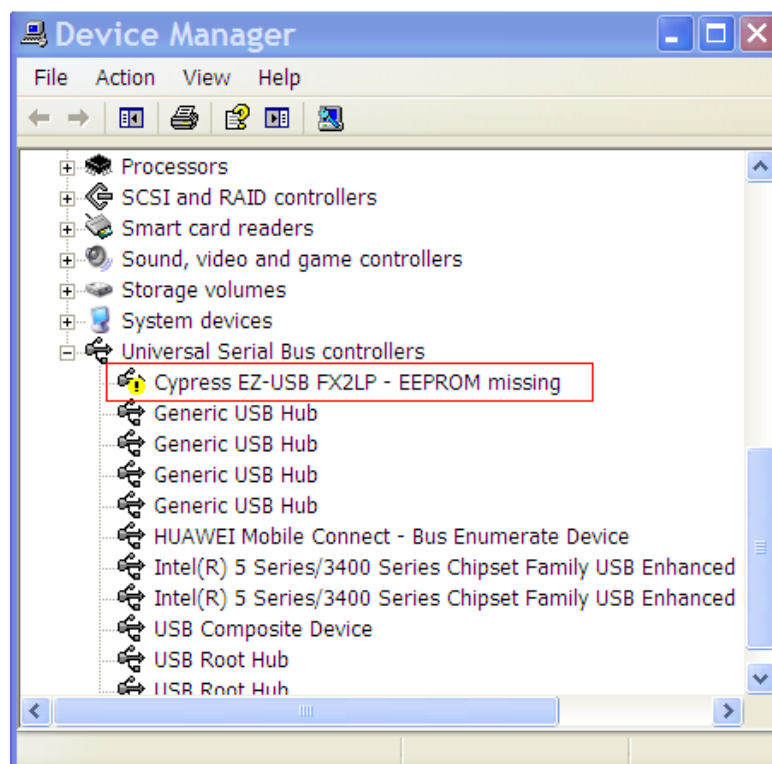 Device Manager
File Action View Help
Processors
SCSI and RAID controllers
Smart card readers
Sound, video and game controllers
Storage volumes
System devices
Universal Serial Bus controllers
Cypress EZ-USB FX2LP - EEPROM missing
Generic USB Hub
Generic USB Hub
Generic USB Hub
Generic USB Hub
HUAWEI Mobile Connect - Bus Enumerate Device
Intel(R) 5 Series/3400 Series Chipset Family USB Enhanced
Intel(R) 5 Series/3400 Series Chipset Family USB Enhanced
USB Composite Device
USB Root Hub
USB Root Hub